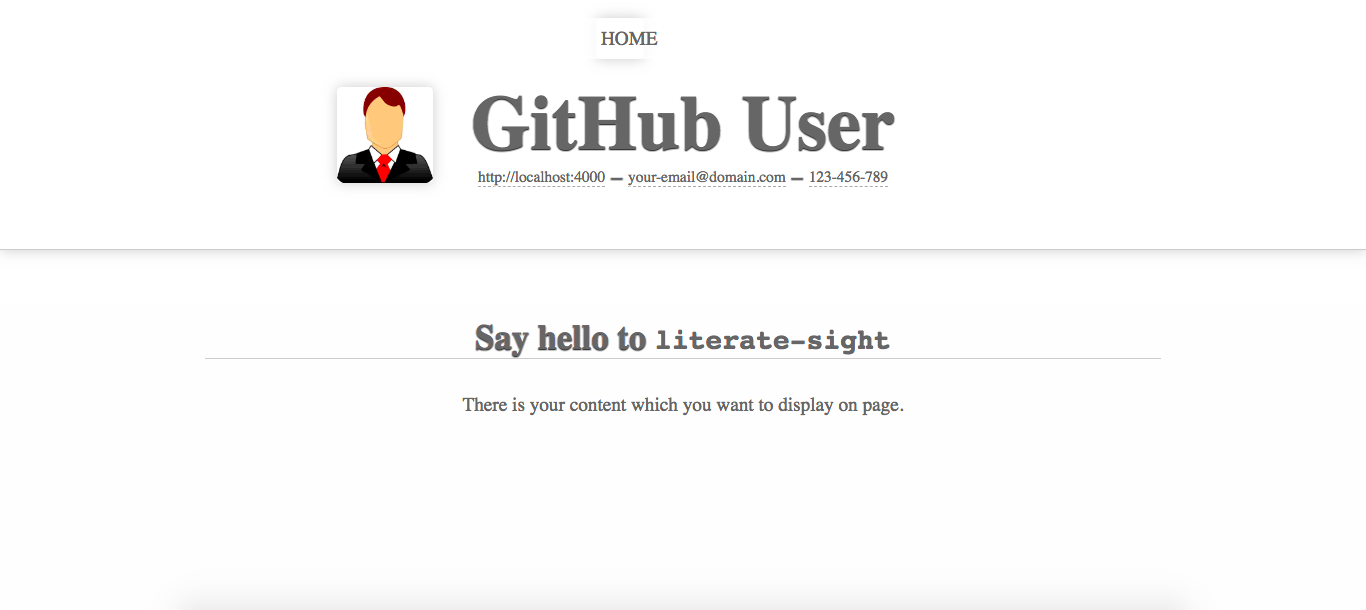 HOME
GitHub User
http://localhost:4000 — your-email@domain.com — 123-456-789
Say hello to literate-sight
There is your content which you want to display on page.